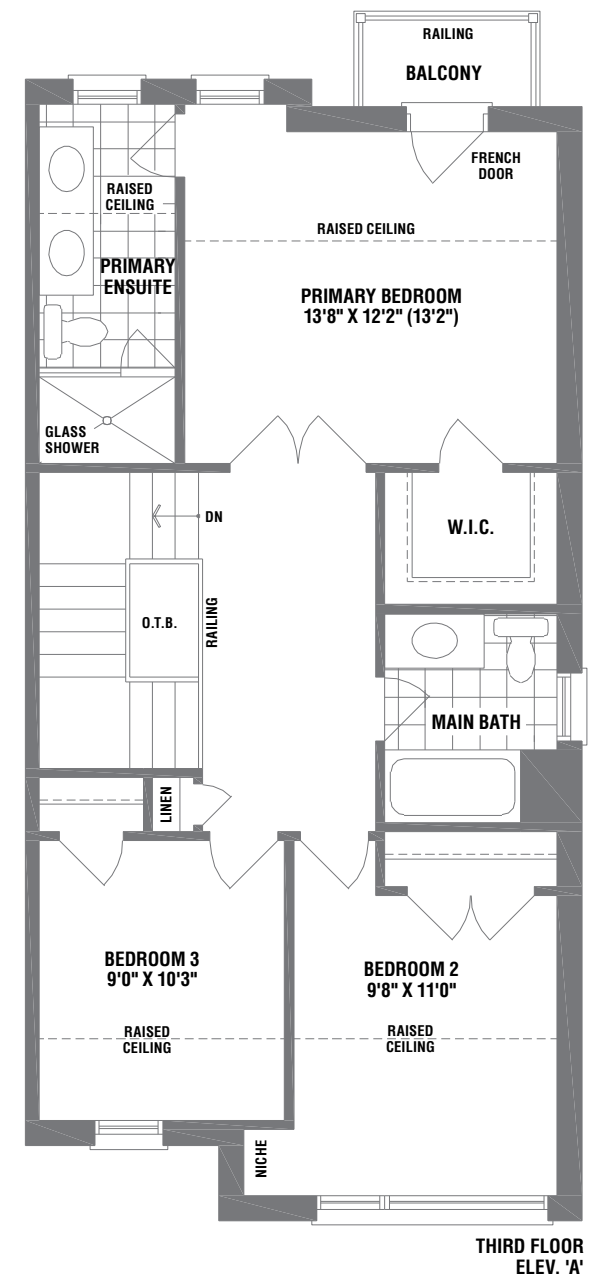 RAILING
BALCONY
FRENCH
DOOR
RAISED
CEILING
RAISED CEILING
PRIMARY
ENSUITE
PRIMARY BEDROOM
13'8" X 12'2" (13'2")
GLASS
SHOWER
DN
W.I.C.
O.T.B.
RAILING
MAIN BATH
LINEN
BEDROOM 3
9'0" X 10'3"
BEDROOM 2
9'8" X 11'0"
RAISED
CEILING
RAISED
CEILING
NICHE
THIRD FLOOR
ELEV. 'A'